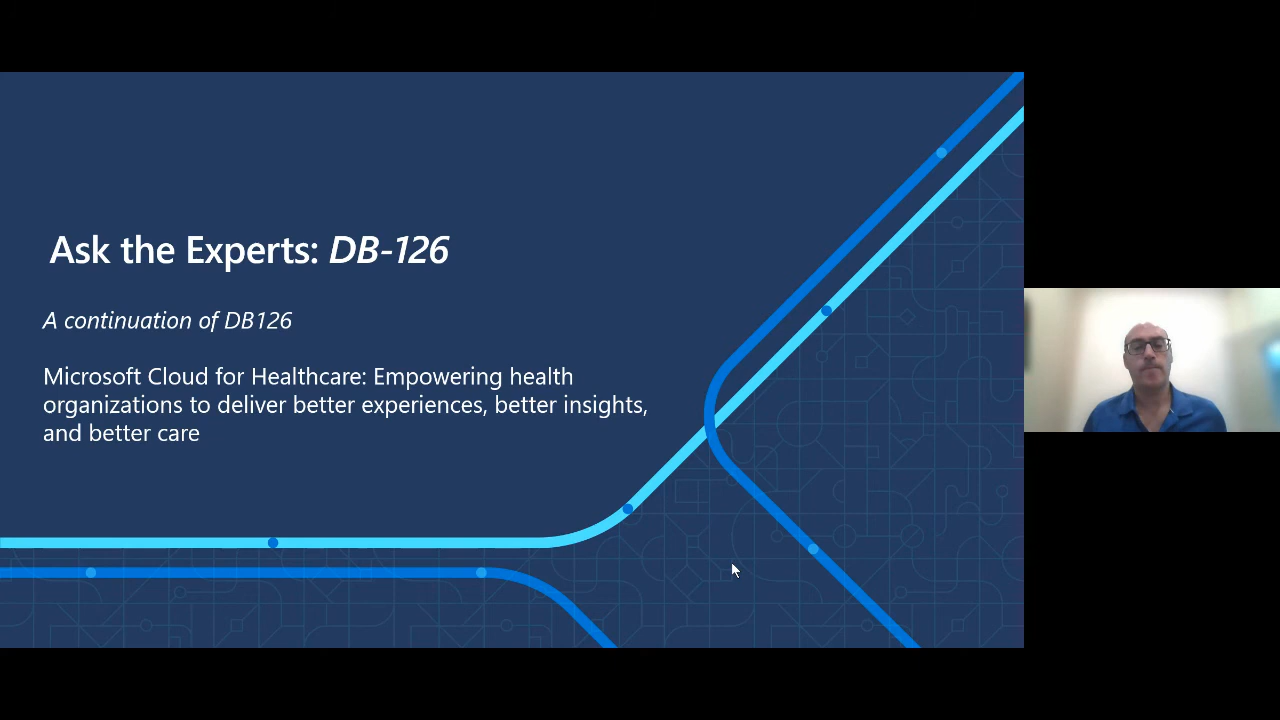 Ask the Experts: DB-126
A continuation of DB126
Microsoft Cloud for Healthcare: Empowering health
organizations to deliver better experiences, better insights,
and better care